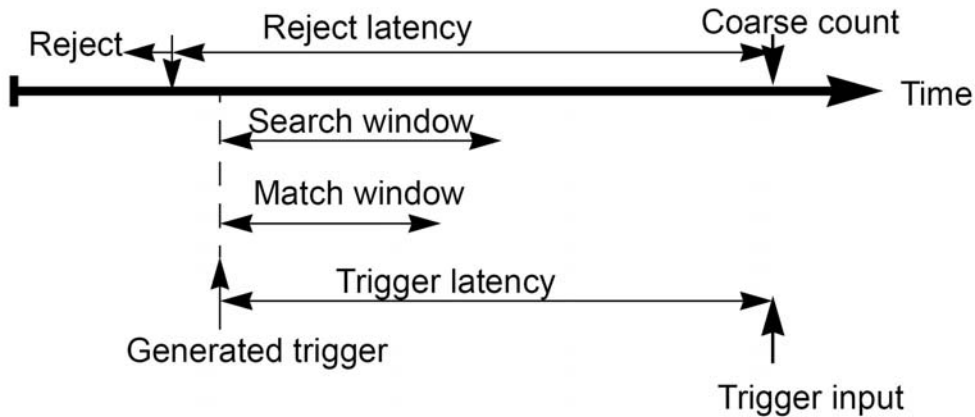 Reject
Reject latency
Coarse count
Time
Search window
Match window
Trigger latency
Generated trigger
Trigger input